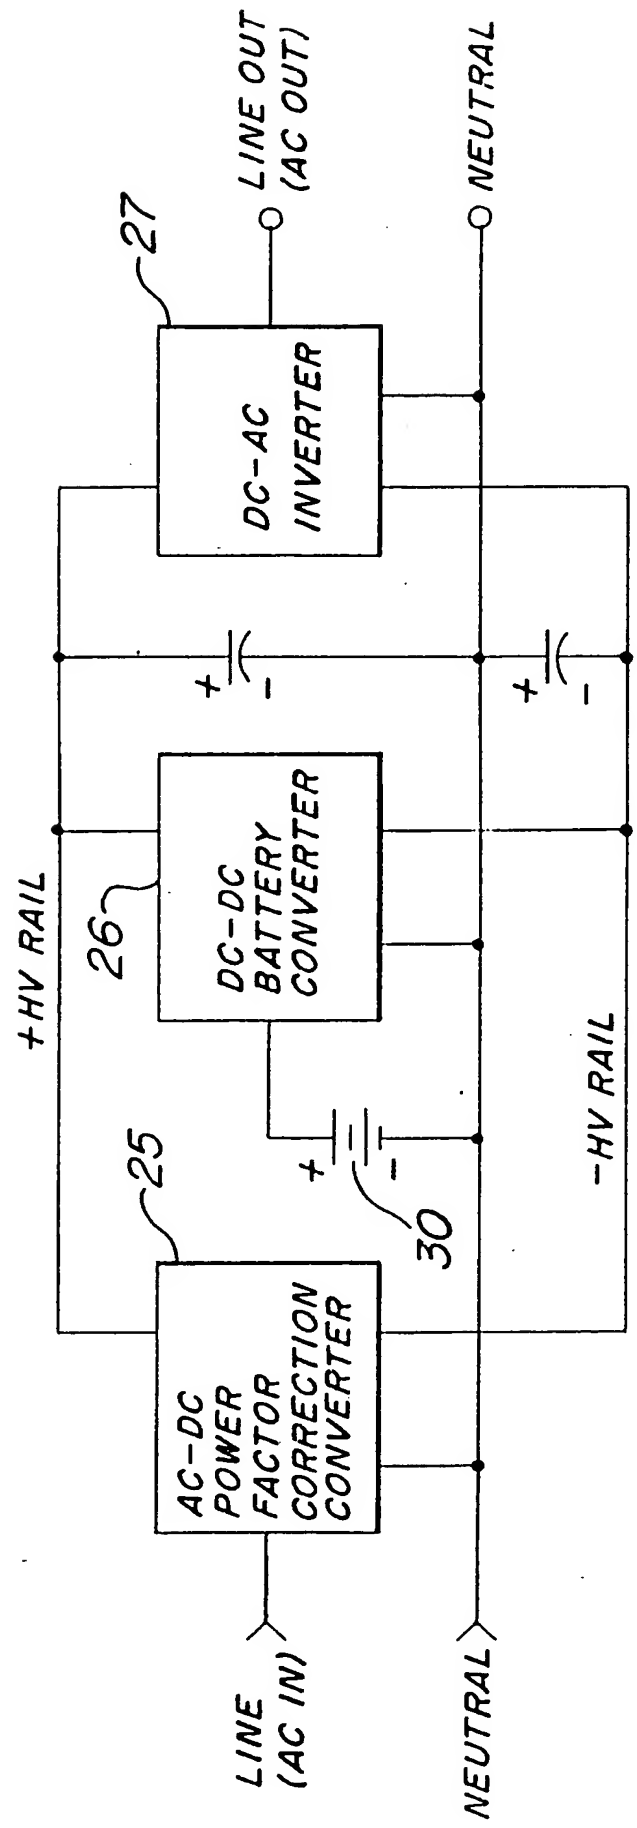 +HV RAIL
25
26
27
LINE
(AC IN)
AC-DC
POWER
FACTOR
CORRECTION
CONVERTER
+
-
30
DC-DC
BATTERY
CONVERTER
+
-
+
-
DC-AC
INVERTER
LINE OUT
(AC OUT)
NEUTRAL
NEUTRAL
-HV RAIL